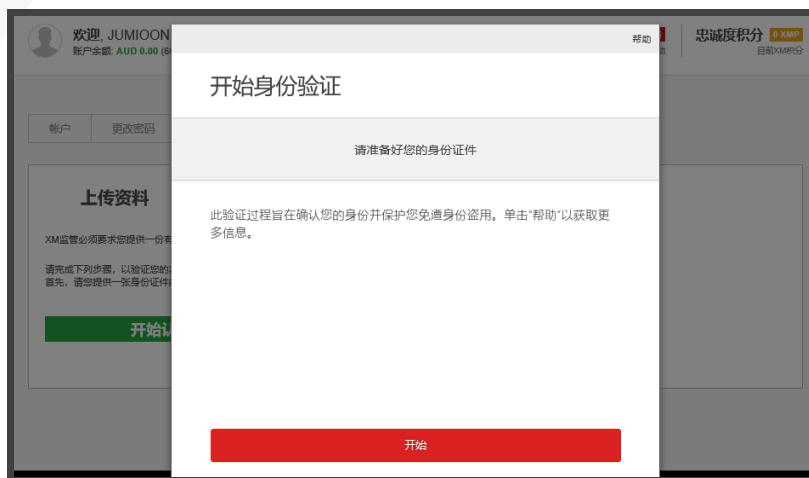 欢迎, JUMIOON
账户余额: AUD 0.00
帮助
忠诚度积分 0 XMP
目前XM积分
开始身份验证
帐户 更改密码
请准备好您的身份证件
上传资料
此验证过程旨在确认您的身份并保护您免遭身份盗用。单击“帮助”以获取更
多信息。
XM监管必须要求您提供一份有
请完成下列步骤，以验证您的
首先，请您提供一张身份证件
开始
开始